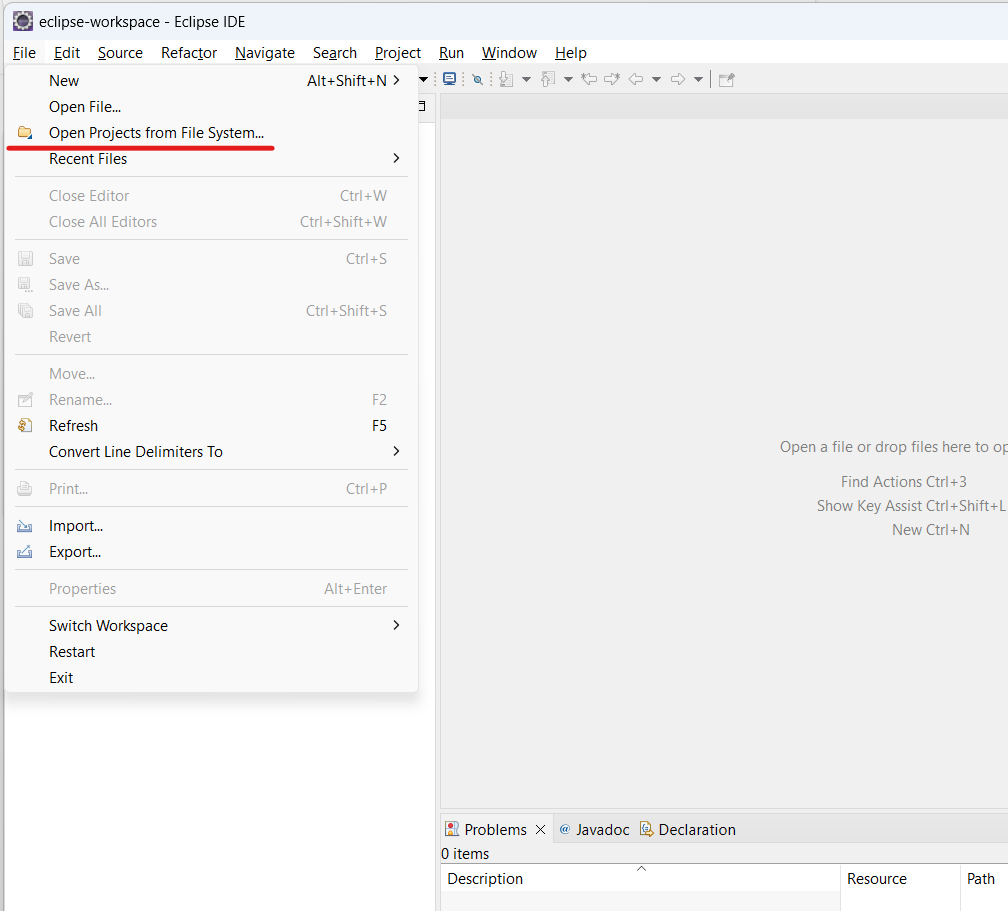 eclipse-workspace - Eclipse IDE
File Edit Source Refactor Navigate Search Project Run Window Help
New Alt+Shift+N
Open File...
Open Projects from File System...
Recent Files
Close Editor Ctrl+W
Close All Editors Ctrl+Shift+W
Save Ctrl+S
Save As...
Save All Ctrl+Shift+S
Revert
Move...
Rename... F2
Refresh F5
Convert Line Delimiters To
Print... Ctrl+P
Import...
Export...
Properties Alt+Enter
Switch Workspace
Restart
Exit
Open a file or drop files here to op
Find Actions Ctrl+3
Show Key Assist Ctrl+Shift+L
New Ctrl+N
Problems @ Javadoc Declaration
0 items
Description Resource Path